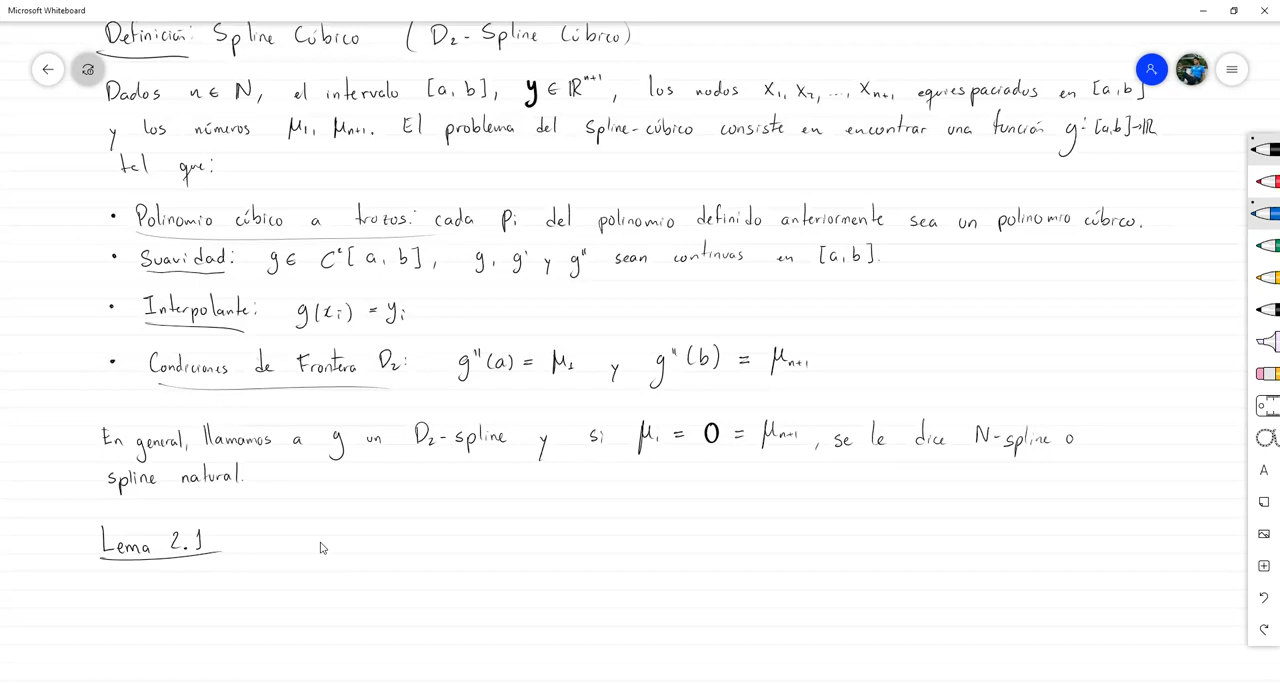 Microsoft Whiteboard
Definición: Spline Cúbico ( D₂ - Spline Cúbico)
Dados n ∈ N, el intervalo [a, b], y ∈ ℝⁿ⁺¹, los nodos x₁, x₂, ..., xₙ₊₁ equiespaciados en [a, b]
y los números μ₁, μₙ₊₁. El problema del Spline-cúbico consiste en encontrar una función g: [a,b]→ℝ
tel que:
• Polinomio cúbico a trozos: cada pᵢ del polinomio definido anteriormente sea un polinomio cúbico.
• Suavidad: g ∈ C²[a, b], g, g' y g'' sean continuas en [a, b].
• Interpolante: g(xᵢ) = yᵢ
• Condiciones de Frontera D₂: g''(a) = μ₁ y g''(b) = μₙ₊₁
En general, llamamos a g un D₂-spline y si μ₁ = 0 = μₙ₊₁, se le dice N-spline o
spline natural.
Lema 2.1
A